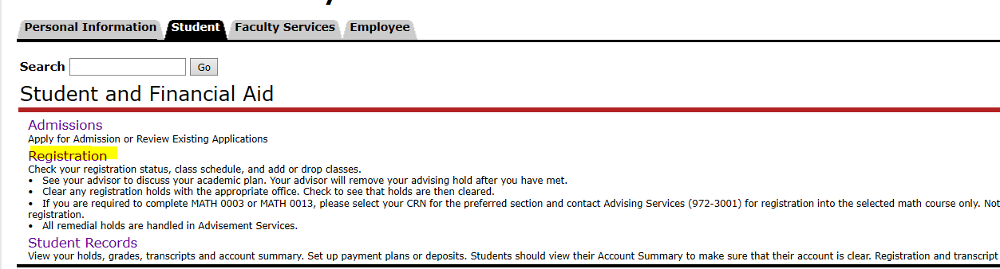 Personal Information Student Faculty Services Employee
Search Go
Student and Financial Aid
Admissions
Apply for Admission or Review Existing Applications
Registration
Check your registration status, class schedule, and add or drop classes.
• See your advisor to discuss your academic plan. Your advisor will remove your advising hold after you have met.
• Clear any registration holds with the appropriate office. Check to see that holds are then cleared.
• If you are required to complete MATH 0003 or MATH 0013, please select your CRN for the preferred section and contact Advising Services (972-3001) for registration into the selected math course only. Not
registration.
• All remedial holds are handled in Advisement Services.
Student Records
View your holds, grades, transcripts and account summary. Set up payment plans or deposits. Students should view their Account Summary to make sure that their account is clear. Registration and transcript